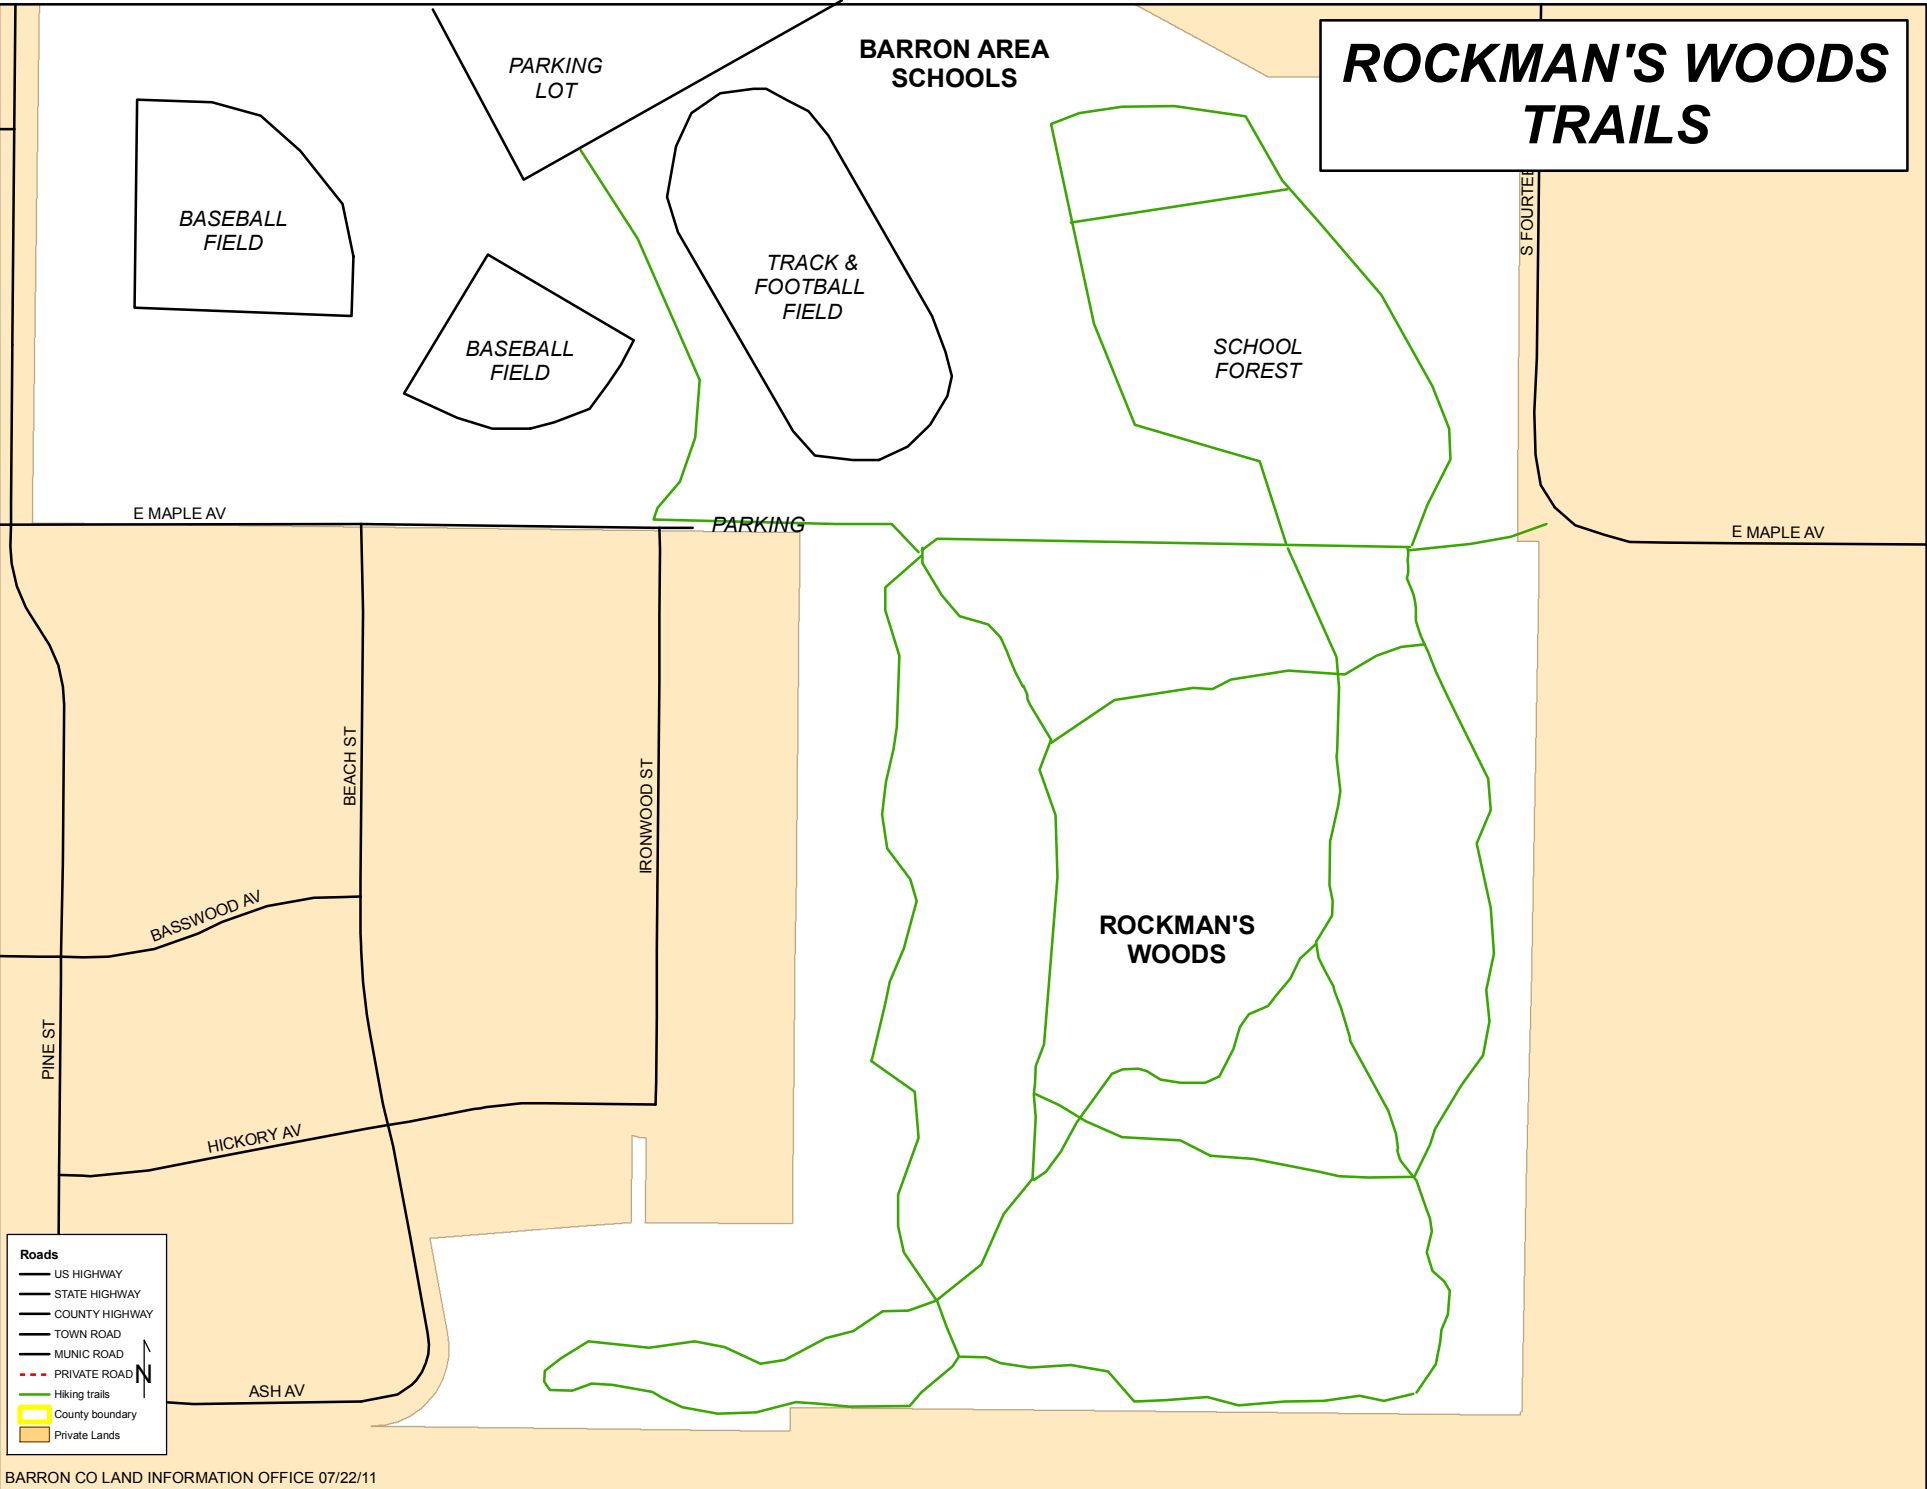 ROCKMAN'S WOODS
TRAILS
BARRON AREA
SCHOOLS
PARKING
LOT
BASEBALL
FIELD
TRACK &
FOOTBALL
FIELD
BASEBALL
FIELD
SCHOOL
FOREST
S FOURTEE
E MAPLE AV
PARKING
E MAPLE AV
BEACH ST
IRONWOOD ST
BASSWOOD AV
ROCKMAN'S
WOODS
PINE ST
HICKORY AV
ASH AV
Roads
US HIGHWAY
STATE HIGHWAY
COUNTY HIGHWAY
TOWN ROAD
MUNIC ROAD
PRIVATE ROAD
N
Hiking trails
County boundary
Private Lands
BARRON CO LAND INFORMATION OFFICE 07/22/11